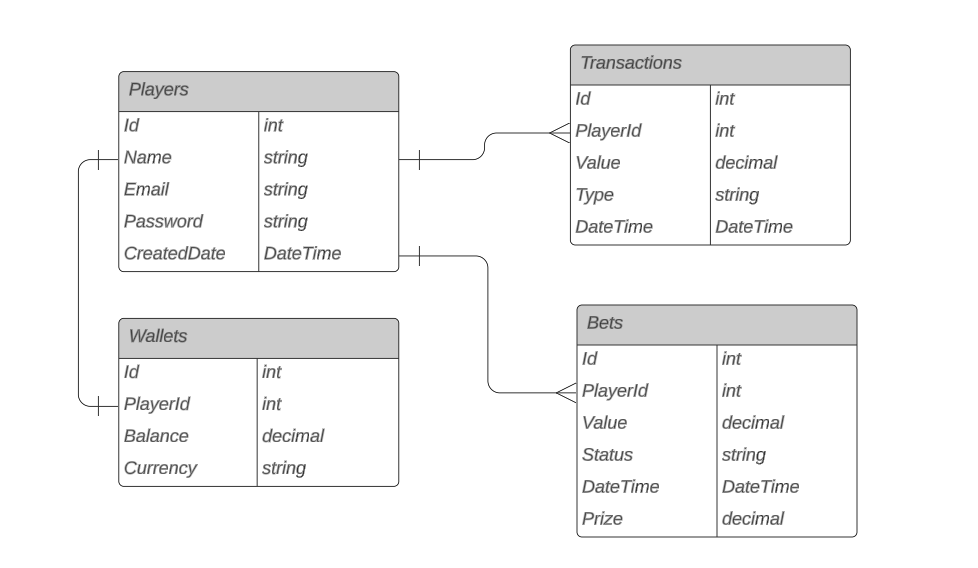 Players
Id int
Name string
Email string
Password string
CreatedDate DateTime
Transactions
Id int
PlayerId int
Value decimal
Type string
DateTime DateTime
Wallets
Id int
PlayerId int
Balance decimal
Currency string
Bets
Id int
PlayerId int
Value decimal
Status string
DateTime DateTime
Prize decimal